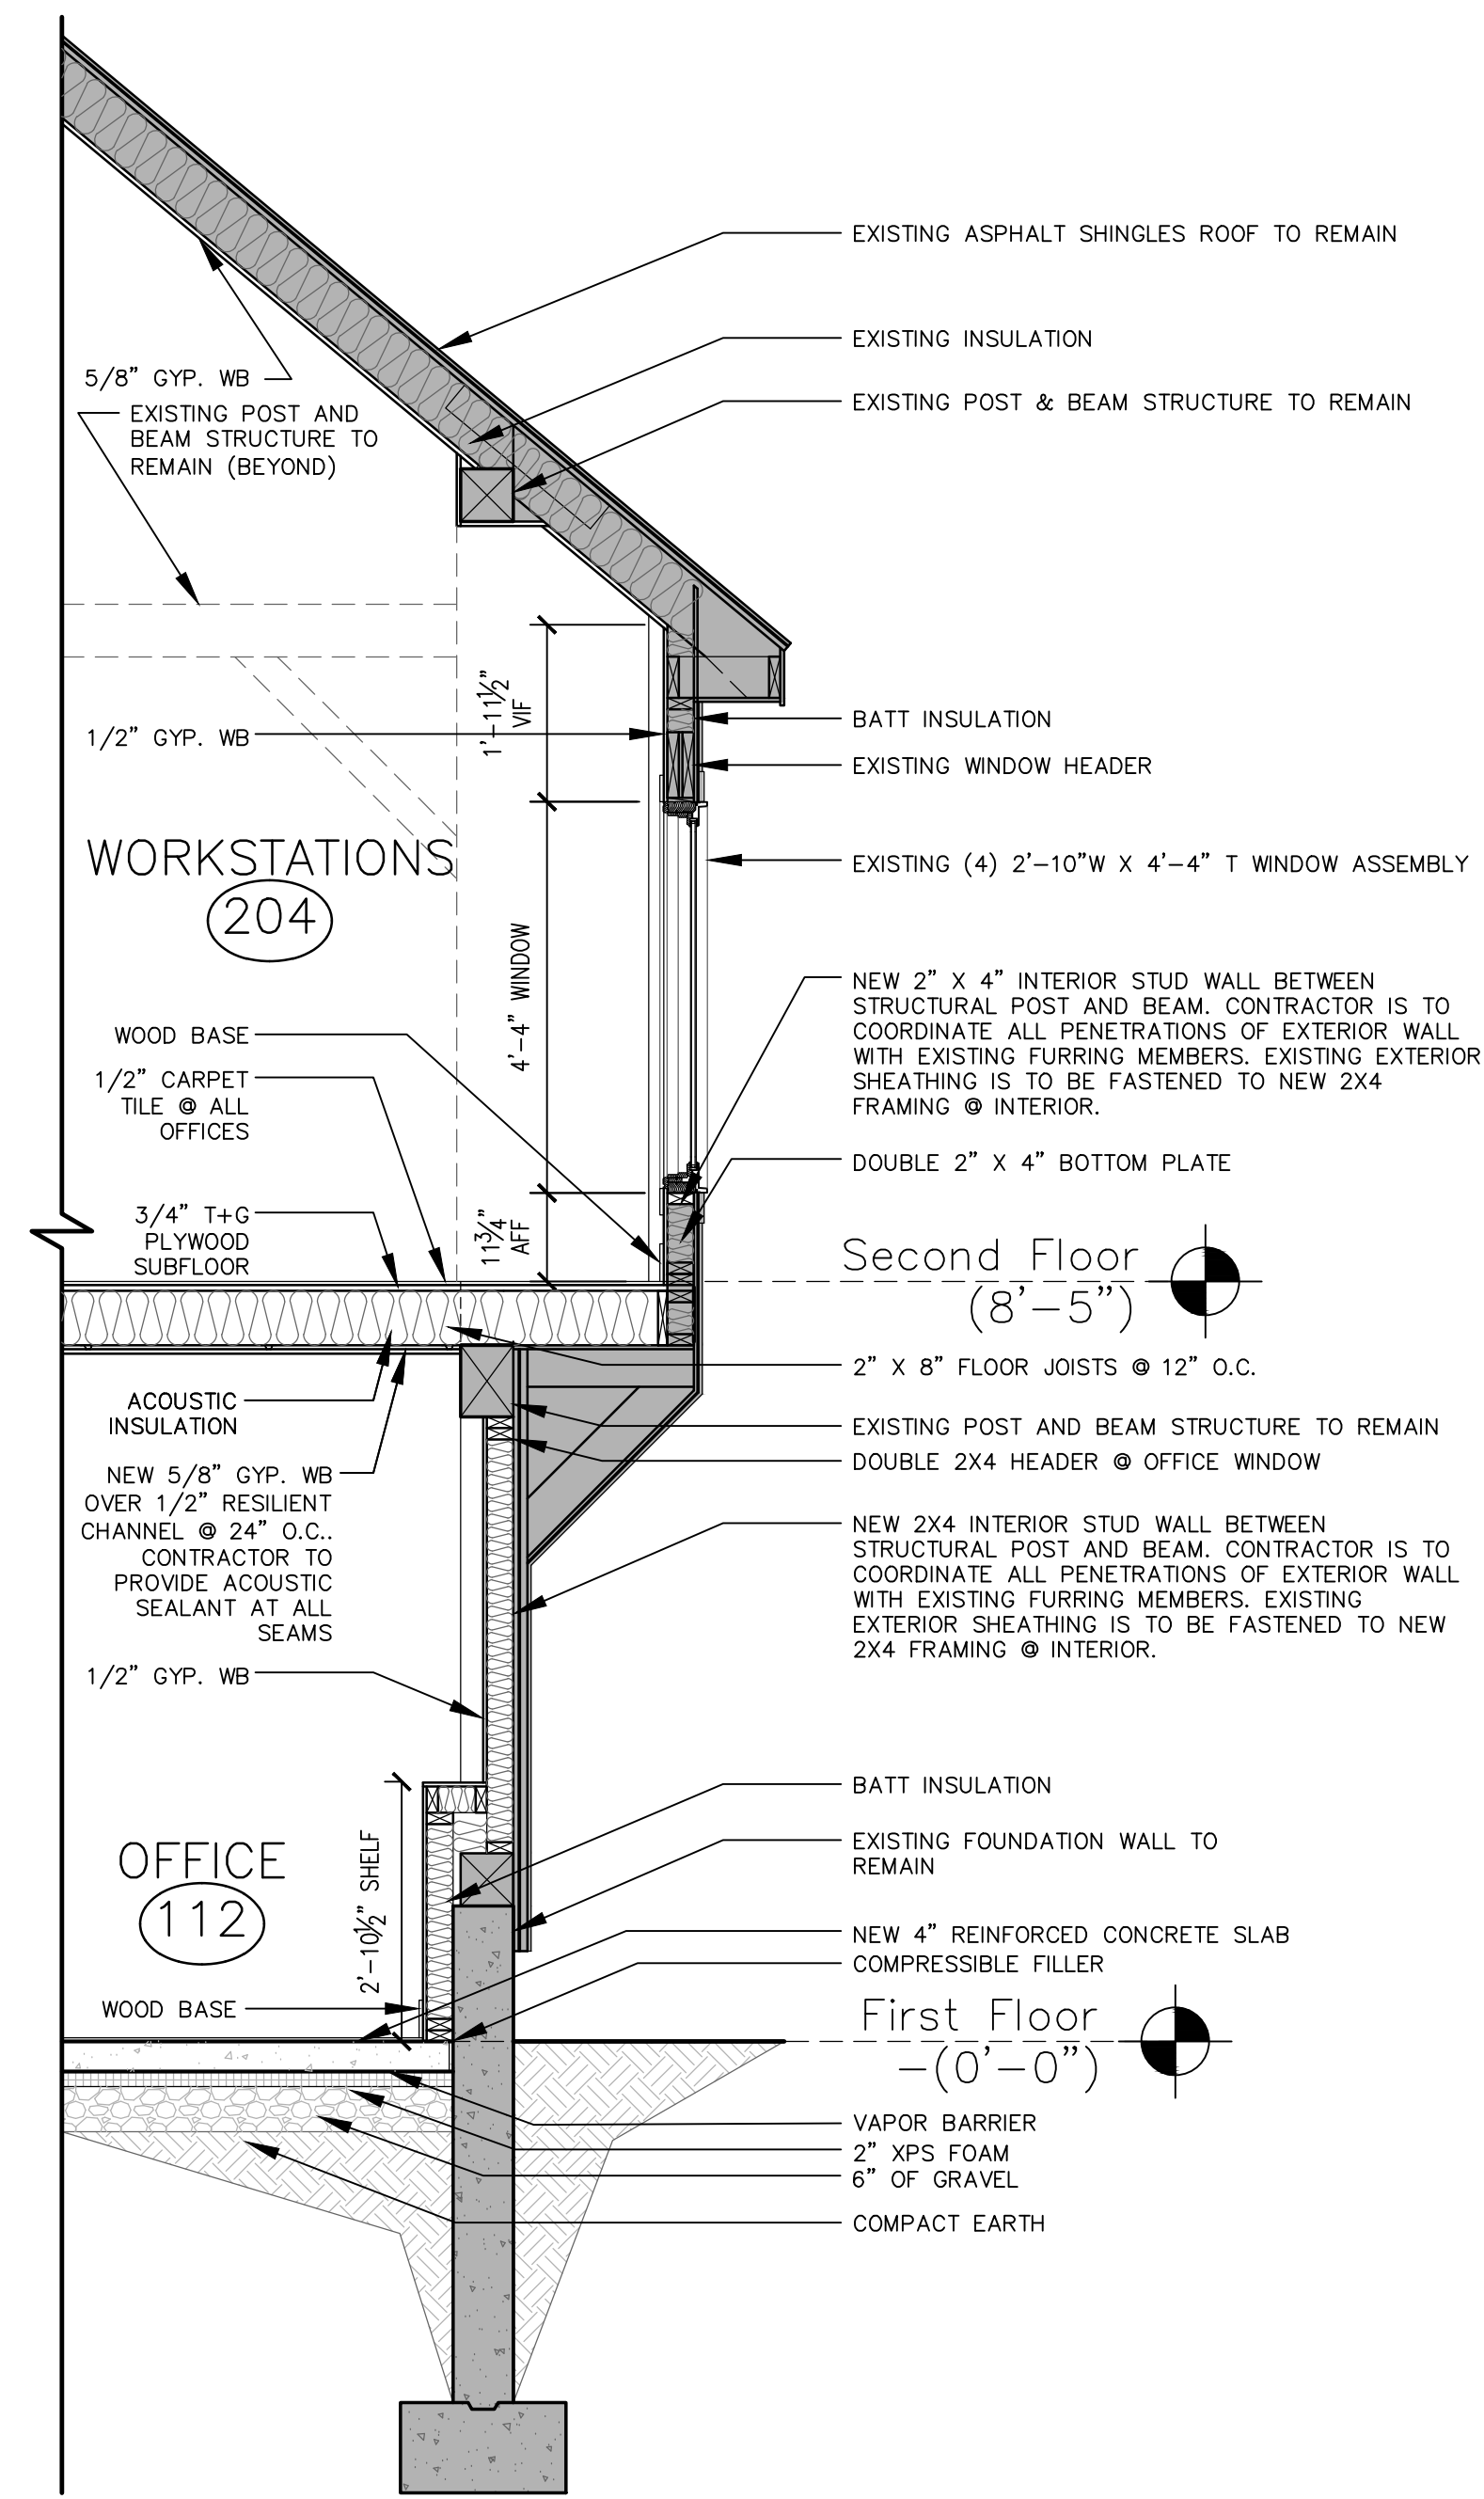 EXISTING ASPHALT SHINGLES ROOF TO REMAIN
EXISTING INSULATION
5/8” GYP. WB
EXISTING POST & BEAM STRUCTURE TO REMAIN
EXISTING POST AND
BEAM STRUCTURE TO
REMAIN (BEYOND)
1'-11½”
VIF
BATT INSULATION
1/2” GYP. WB
EXISTING WINDOW HEADER
WORKSTATIONS
204
EXISTING (4) 2'-10”W X 4'-4” T WINDOW ASSEMBLY
4'-4” WINDOW
NEW 2” X 4” INTERIOR STUD WALL BETWEEN
STRUCTURAL POST AND BEAM. CONTRACTOR IS TO
COORDINATE ALL PENETRATIONS OF EXTERIOR WALL
WITH EXISTING FURRING MEMBERS. EXISTING EXTERIOR
SHEATHING IS TO BE FASTENED TO NEW 2X4
FRAMING @ INTERIOR.
WOOD BASE
1/2” CARPET
TILE @ ALL
OFFICES
DOUBLE 2” X 4” BOTTOM PLATE
3/4” T+G
PLYWOOD
SUBFLOOR
11¾”
AFF
Second Floor
(8'-5”)
2” X 8” FLOOR JOISTS @ 12” O.C.
ACOUSTIC
INSULATION
EXISTING POST AND BEAM STRUCTURE TO REMAIN
DOUBLE 2X4 HEADER @ OFFICE WINDOW
NEW 5/8” GYP. WB
OVER 1/2” RESILIENT
CHANNEL @ 24” O.C..
CONTRACTOR TO
PROVIDE ACOUSTIC
SEALANT AT ALL
SEAMS
NEW 2X4 INTERIOR STUD WALL BETWEEN
STRUCTURAL POST AND BEAM. CONTRACTOR IS TO
COORDINATE ALL PENETRATIONS OF EXTERIOR WALL
WITH EXISTING FURRING MEMBERS. EXISTING
EXTERIOR SHEATHING IS TO BE FASTENED TO NEW
2X4 FRAMING @ INTERIOR.
1/2” GYP. WB
BATT INSULATION
OFFICE
112
2'-10½” SHELF
EXISTING FOUNDATION WALL TO
REMAIN
NEW 4” REINFORCED CONCRETE SLAB
COMPRESSIBLE FILLER
WOOD BASE
First Floor
-(0'-0”)
VAPOR BARRIER
2” XPS FOAM
6” OF GRAVEL
COMPACT EARTH